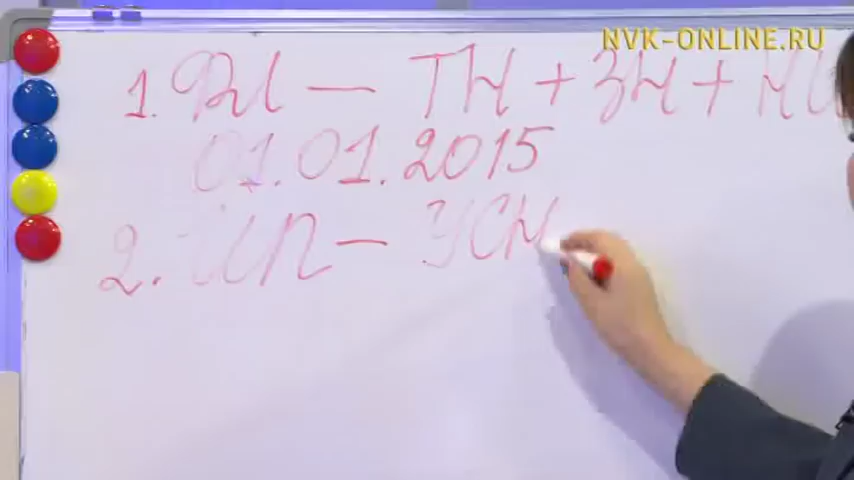 NVK-ONLINE.RU
1. ФЛ — ТН + ЗН + НИ
01.01.2015
2. ИП — УСН